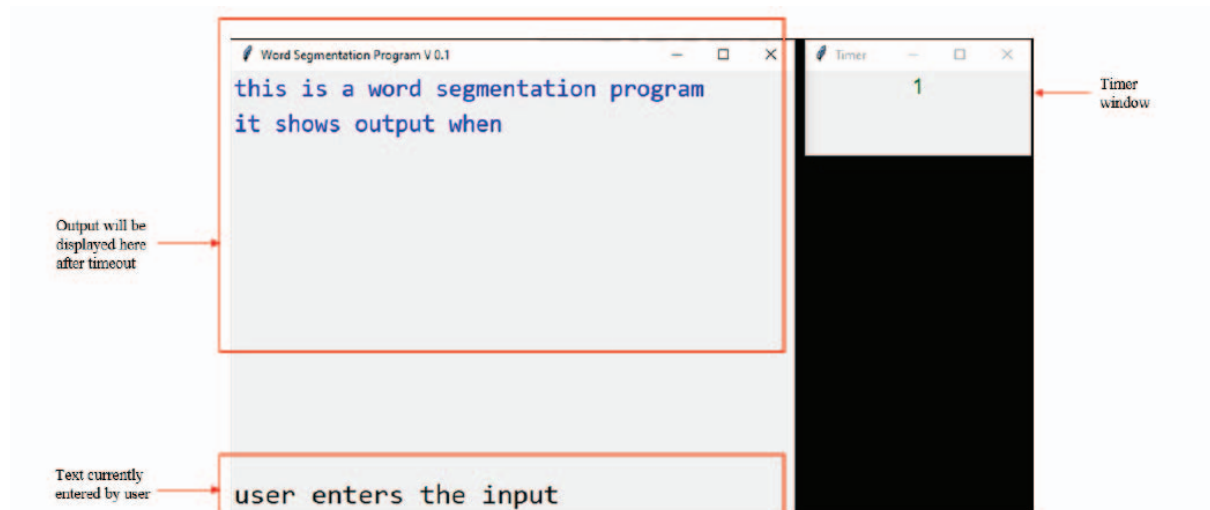 Word Segmentation Program V 0.1
this is a word segmentation program
it shows output when
Timer
1
Timer
window
Output will be
displayed here
after timeout
Text currently
entered by user
user enters the input